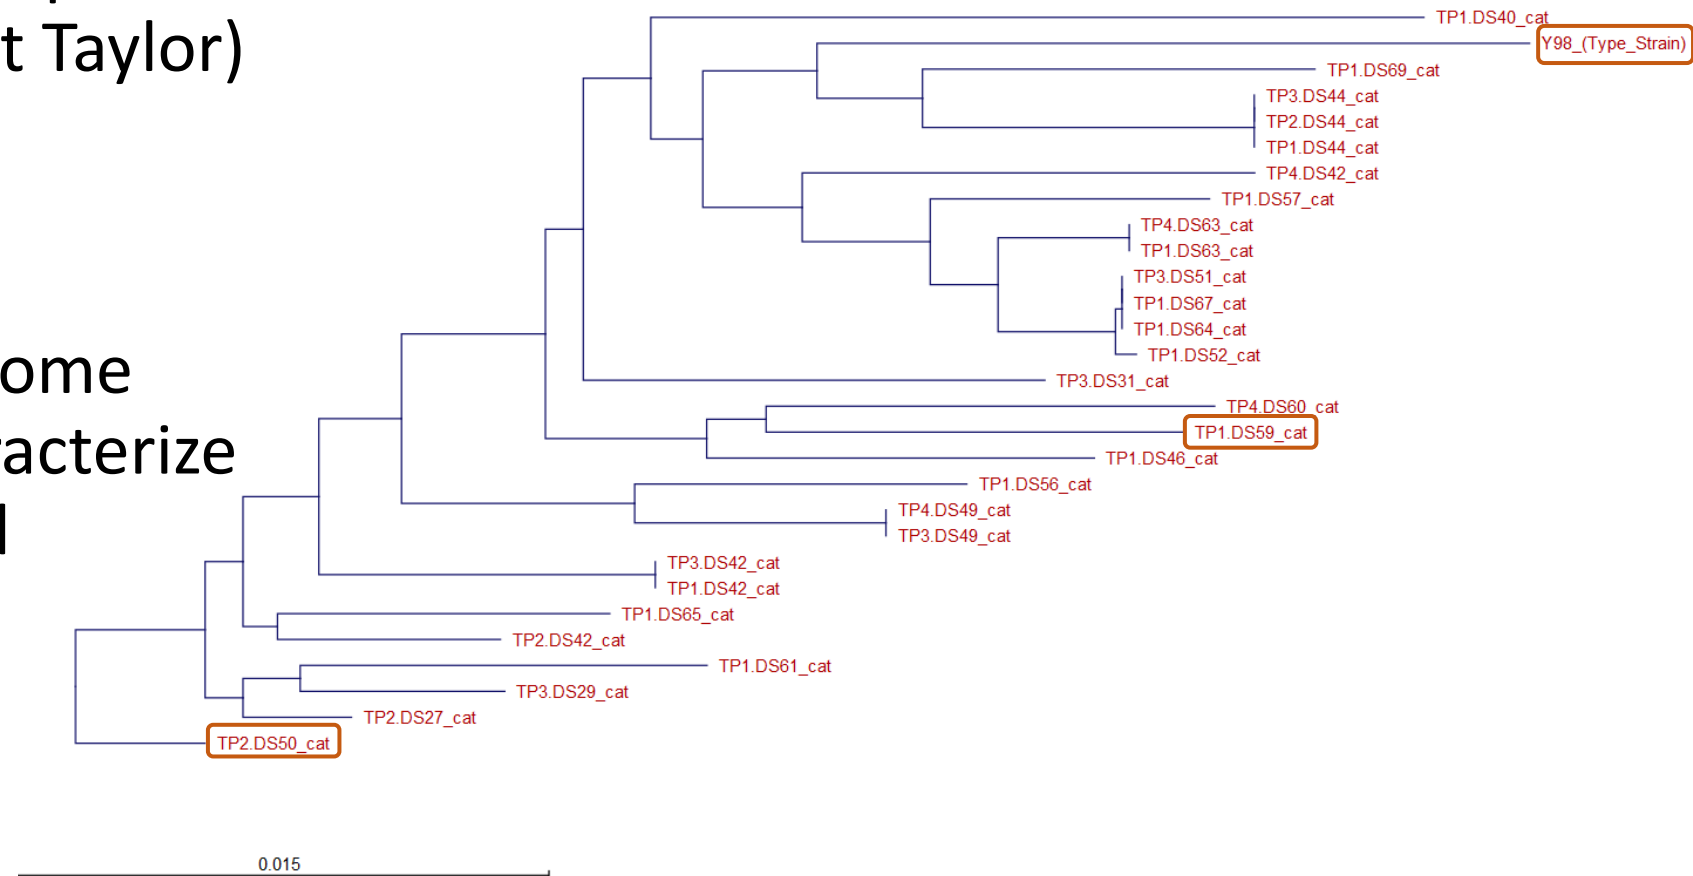 t Taylor)
ome
acterize
TP1.DS40_cat
Y98_(Type_Strain)
TP1.DS69_cat
TP3.DS44_cat
TP2.DS44_cat
TP1.DS44_cat
TP4.DS42_cat
TP1.DS57_cat
TP4.DS63_cat
TP1.DS63_cat
TP3.DS51_cat
TP1.DS67_cat
TP1.DS64_cat
TP1.DS52_cat
TP3.DS31_cat
TP4.DS60_cat
TP1.DS59_cat
TP1.DS46_cat
TP1.DS56_cat
TP4.DS49_cat
TP3.DS49_cat
TP3.DS42_cat
TP1.DS42_cat
TP1.DS65_cat
TP2.DS42_cat
TP1.DS61_cat
TP3.DS29_cat
TP2.DS27_cat
TP2.DS50_cat
0.015